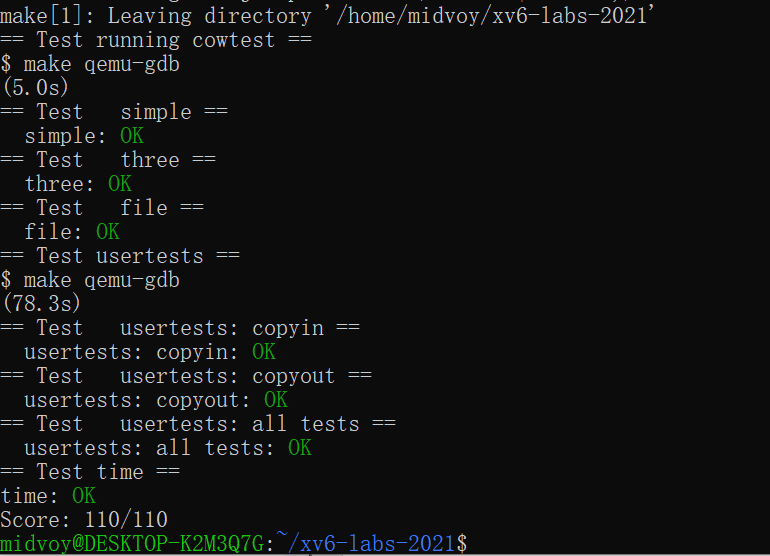 make[1]: Leaving directory '/home/midvoy/xv6-labs-2021'
== Test running cowtest ==
$ make qemu-gdb
(5.0s)
== Test   simple ==
  simple: OK
== Test   three ==
  three: OK
== Test   file ==
  file: OK
== Test usertests ==
$ make qemu-gdb
(78.3s)
== Test   usertests: copyin ==
  usertests: copyin: OK
== Test   usertests: copyout ==
  usertests: copyout: OK
== Test   usertests: all tests ==
  usertests: all tests: OK
== Test time ==
time: OK
Score: 110/110
midvoy@DESKTOP-K2M3Q7G:~/xv6-labs-2021$